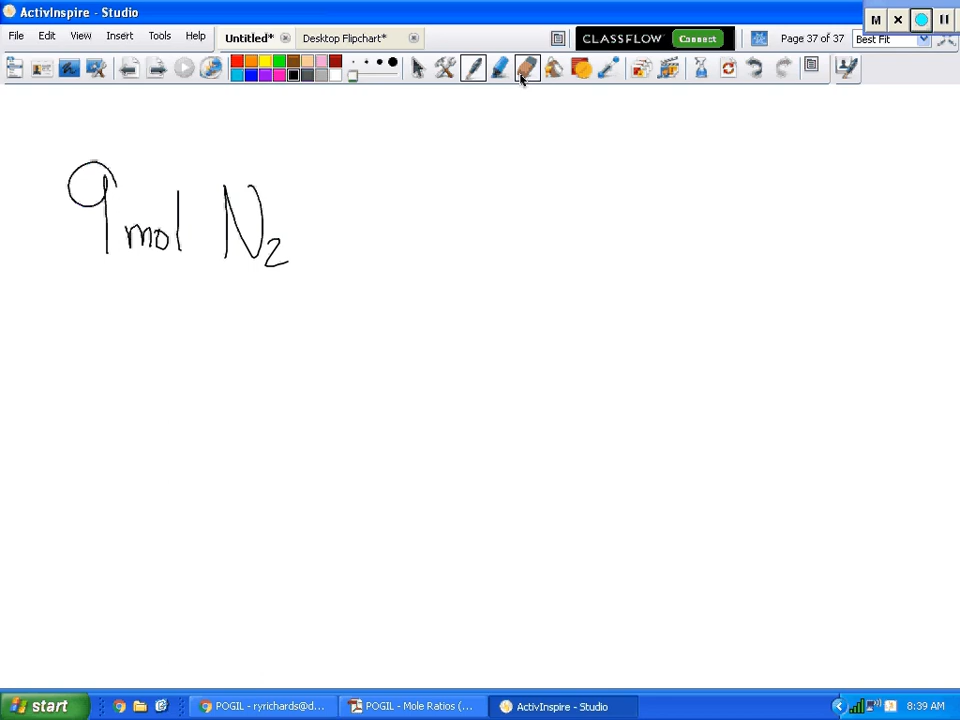 ActivInspire - Studio
M
File Edit View Insert Tools Help Untitled* Desktop Flipchart* CLASSFLOW Connect Page 37 of 37 Best Fit
9 mol N₂
start POGIL - ryrichards@d... POGIL - Mole Ratios (... ActivInspire - Studio 8:39 AM